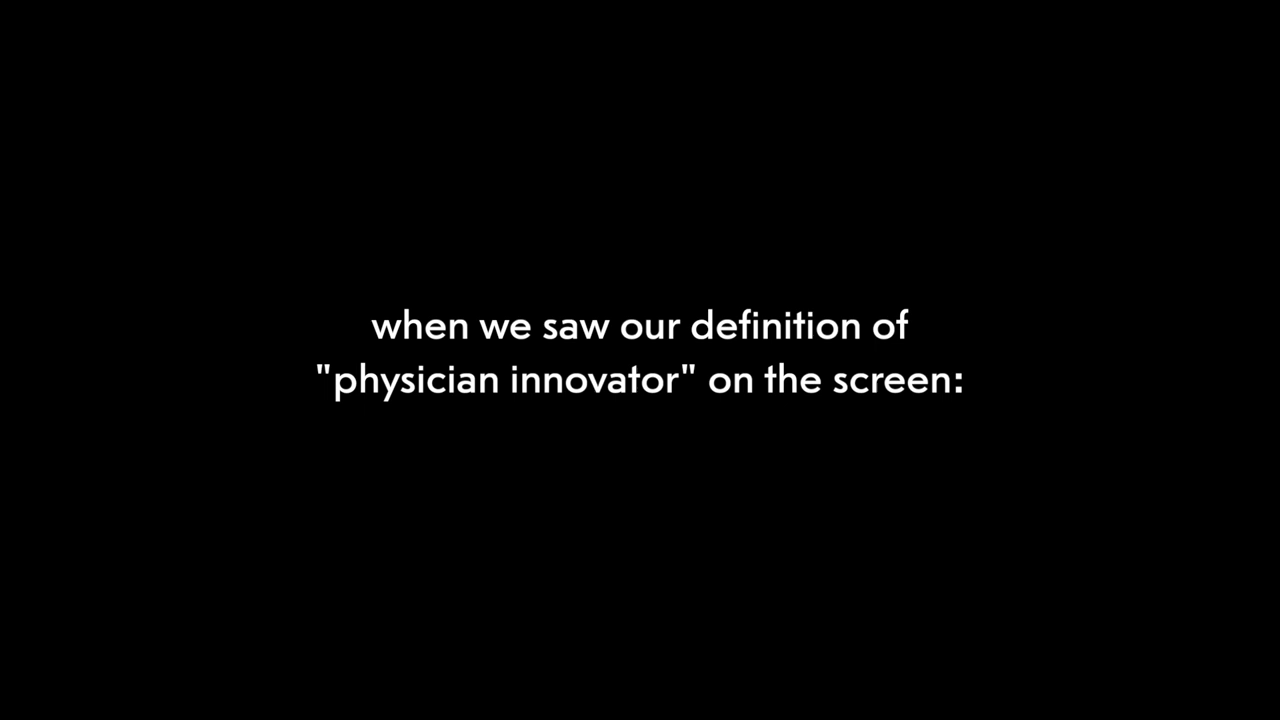 when we saw our definition of
"physician innovator" on the screen: